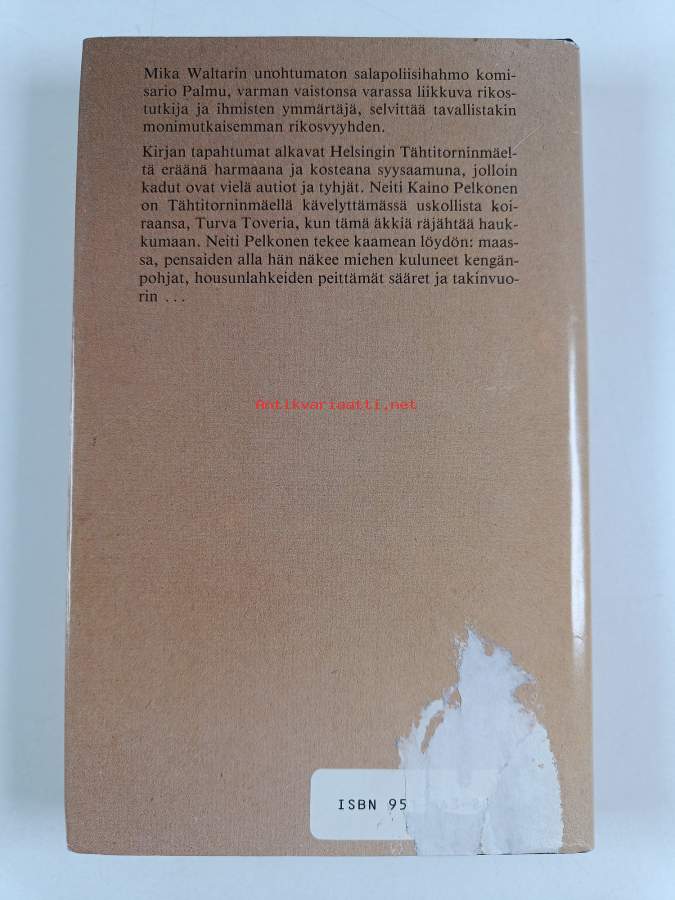 Mika Waltarin unohtumaton salapoliisihahmo komi-
sario Palmu, varman vaistonsa varassa liikkuva rikos-
tutkija ja ihmisten ymmärtäjä, selvittää tavallistakin
monimutkaisemman rikosvyyhden.
Kirjan tapahtumat alkavat Helsingin Tähtitorninmäel-
tä eräänä harmaana ja kosteana syysaamuna, jolloin
kadut ovat vielä autiot ja tyhjät. Neiti Kaino Pelkonen
on Tähtitorninmäellä kävelyttämässä uskollista koi-
raansa, Turva Toveria, kun tämä äkkiä räjähtää hauk-
kumaan. Neiti Pelkonen tekee kaamean löydön: maas-
sa, pensaiden alla hän näkee miehen kuluneet kengän-
pohjat, housunlahkeiden peittämät sääret ja takinvuo-
rin ...
Antikvariaatti.net
ISBN 95